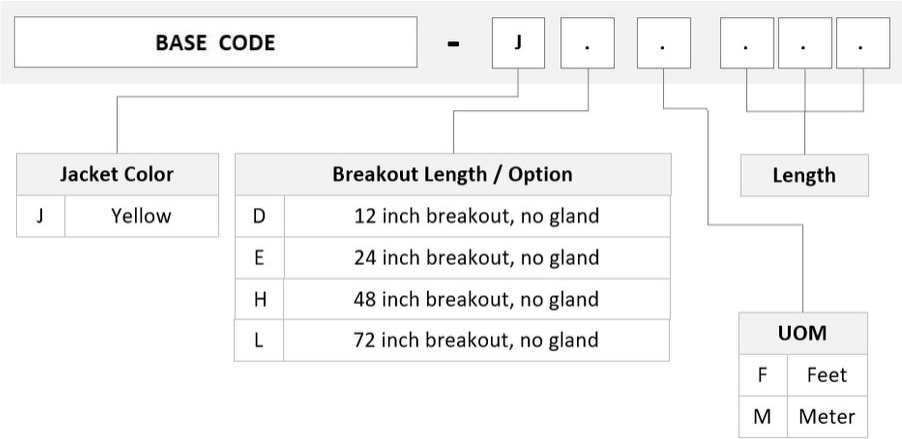 BASE CODE - J . . . . .
Jacket Color
J Yellow
Breakout Length / Option
D 12 inch breakout, no gland
E 24 inch breakout, no gland
H 48 inch breakout, no gland
L 72 inch breakout, no gland
Length
UOM
F Feet
M Meter